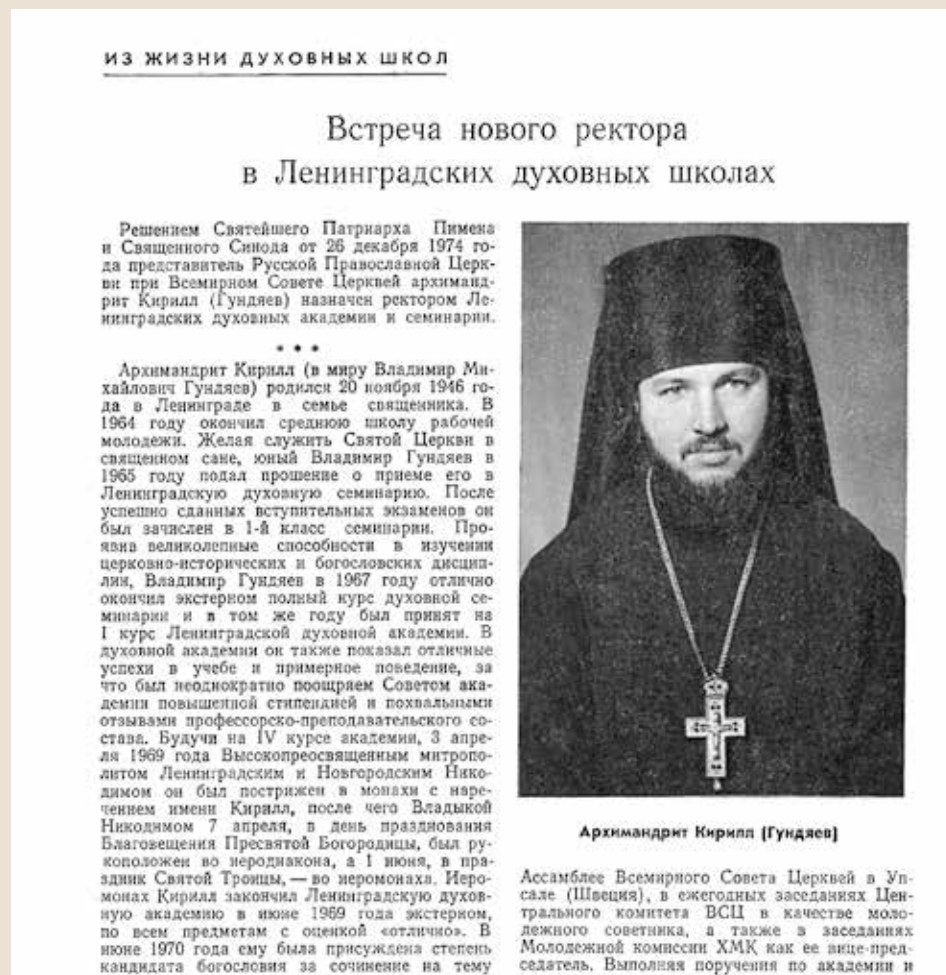 ИЗ ЖИЗНИ ДУХОВНЫХ ШКОЛ
Встреча нового ректора
в Ленинградских духовных школах
Решением Святейшего Патриарха Пимена
и Священного Синода от 26 декабря 1974 го-
да представитель Русской Православной Церк-
ви при Всемирном Совете Церквей архиманд-
рит Кирилл (Гундяев) назначен ректором Ле-
нинградских духовных академии и семинарии.
* * *
Архимандрит Кирилл (в миру Владимир Ми-
хайлович Гундяев) родился 20 ноября 1946 го-
да в Ленинграде в семье священника. В
1964 году окончил среднюю школу рабочей
молодежи. Желая служить Святой Церкви в
священном сане, юный Владимир Гундяев в
1965 году подал прошение о приеме его в
Ленинградскую духовную семинарию. После
успешно сданных вступительных экзаменов он
был зачислен в 1-й класс семинарии. Про-
явив великолепные способности в изучении
церковно-исторических и богословских дисцип-
лин, Владимир Гундяев в 1967 году отлично
окончил экстерном полный курс духовной се-
минарии и в том же году был принят на
I курс Ленинградской духовной академии. В
духовной академии он также показал отличные
успехи в учебе и примерное поведение, за
что был неоднократно поощряем Советом ака-
демии повышенной стипендией и похвальными
отзывами профессорско-преподавательского со-
става. Будучи на IV курсе академии, 3 апре-
ля 1969 года Высокопреосвященным митропо-
литом Ленинградским и Новгородским Нико-
димом он был пострижен в монахи с наре-
чением имени Кирилл, после чего Владыкой
Никодимом 7 апреля, в день празднования
Благовещения Пресвятой Богородицы, был ру-
коположен во иеродиакона, а 1 июня, в пра-
здник Святой Троицы, — во иеромонаха. Иеро-
монах Кирилл закончил Ленинградскую духов-
ную академию в июне 1969 года экстерном,
по всем предметам с оценкой «отлично». В
июне 1970 года ему была присуждена степень
кандидата богословия за сочинение на тему
Архимандрит Кирилл (Гундяев)
Ассамблее Всемирного Совета Церквей в Уп-
сале (Швеция), в ежегодных заседаниях Цен-
трального комитета ВСЦ в качестве моло-
дежного советника, а также в заседаниях
Молодежной комиссии ХМК как ее вице-пред-
седатель. Выполняя поручения по академии и